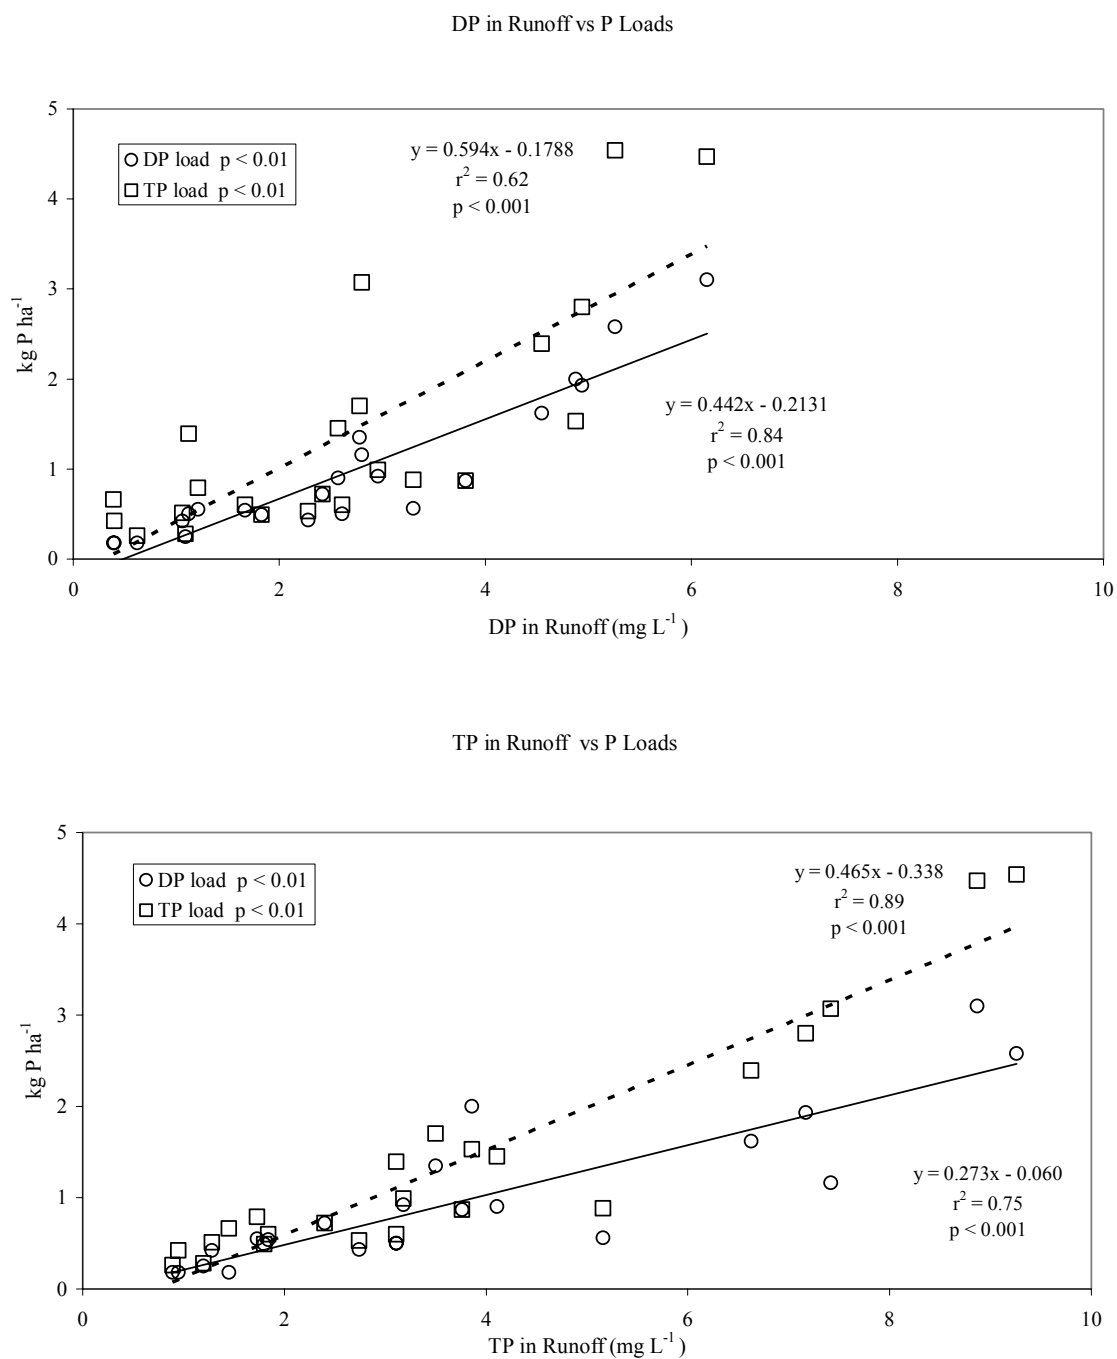 DP in Runoff vs P Loads
5
4
3
2
1
0
kg P ha⁻¹
DP load p < 0.01
TP load p < 0.01
y = 0.594x - 0.1788
r² = 0.62
p < 0.001
y = 0.442x - 0.2131
r² = 0.84
p < 0.001
0 2 4 6 8 10
DP in Runoff (mg L⁻¹ )
TP in Runoff vs P Loads
5
4
3
2
1
0
kg P ha⁻¹
DP load p < 0.01
TP load p < 0.01
y = 0.465x - 0.338
r² = 0.89
p < 0.001
y = 0.273x - 0.060
r² = 0.75
p < 0.001
0 2 4 6 8 10
TP in Runoff (mg L⁻¹ )